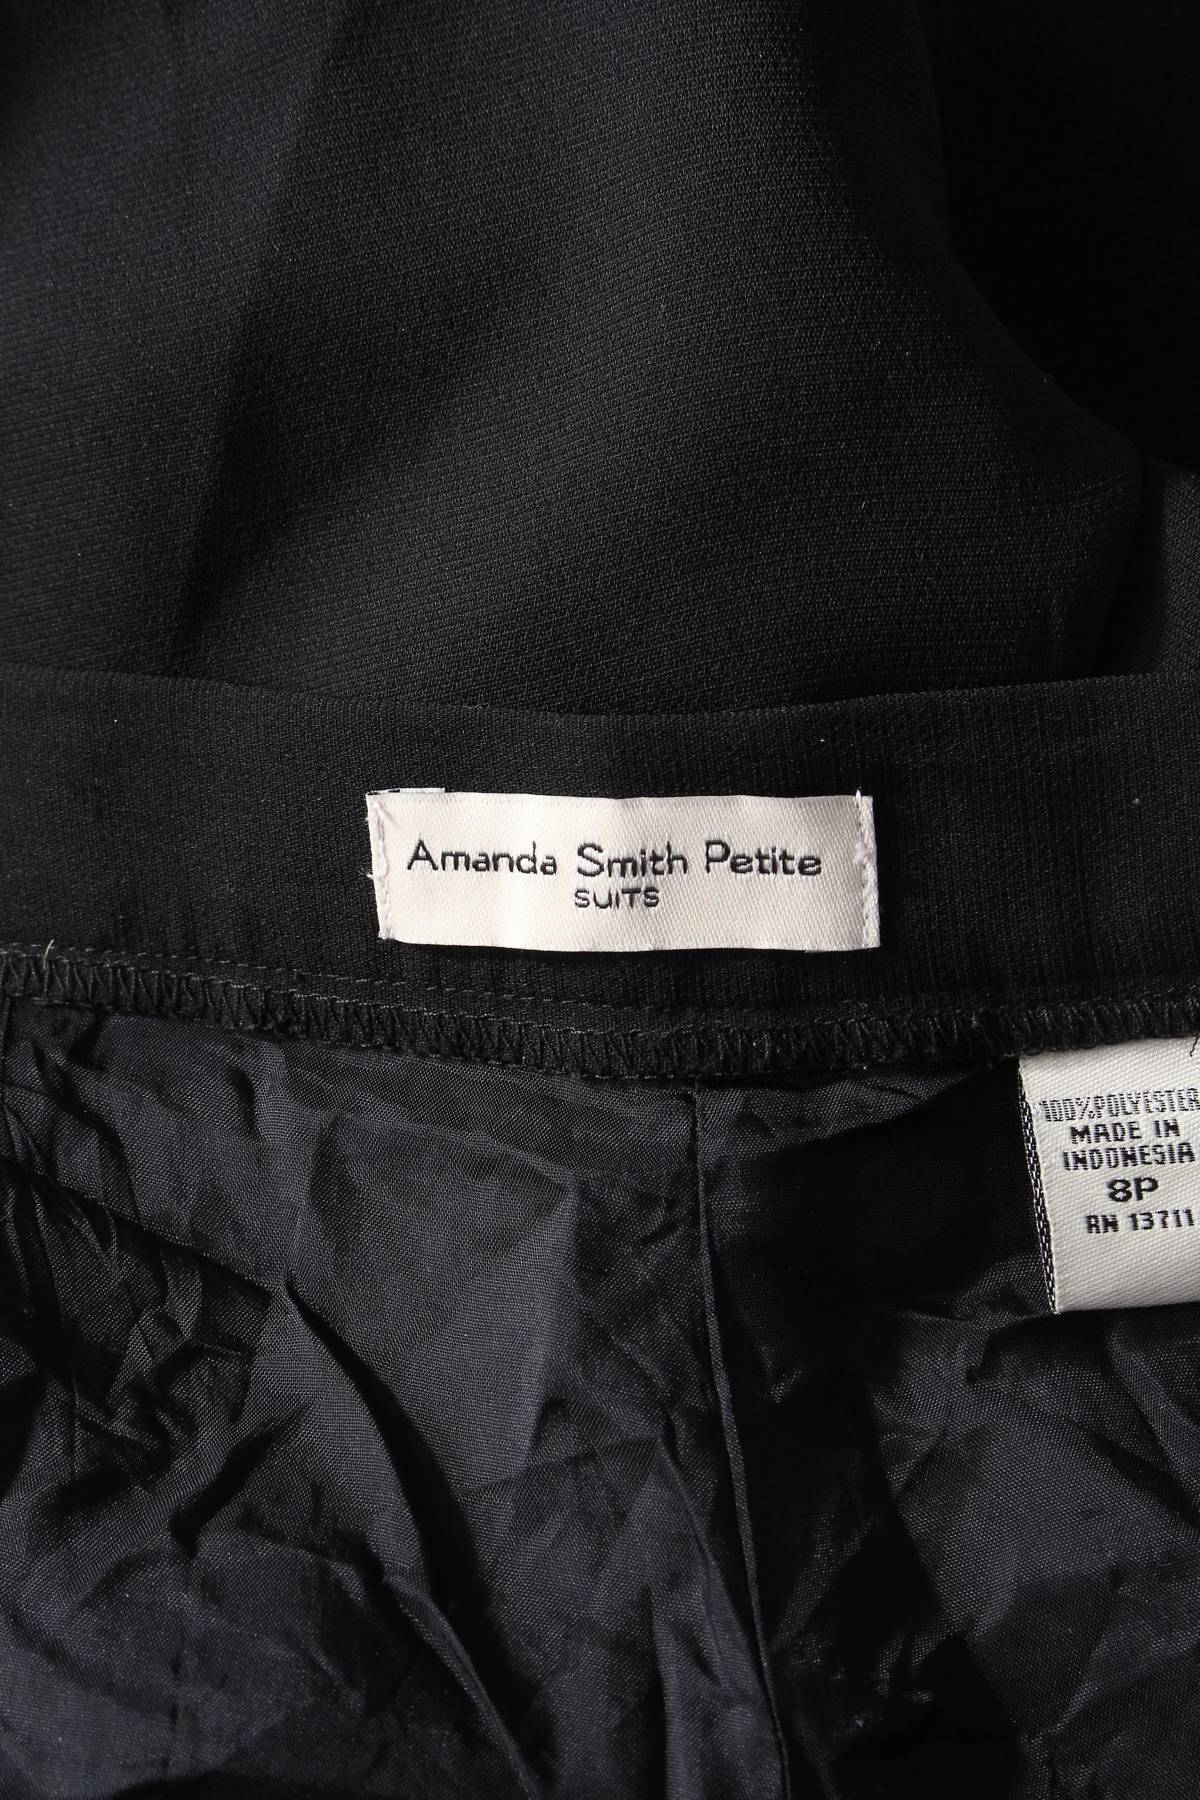 Amanda Smith Petite
SUITS
100%POLYESTER
MADE IN
INDONESIA
8P
RN 13711